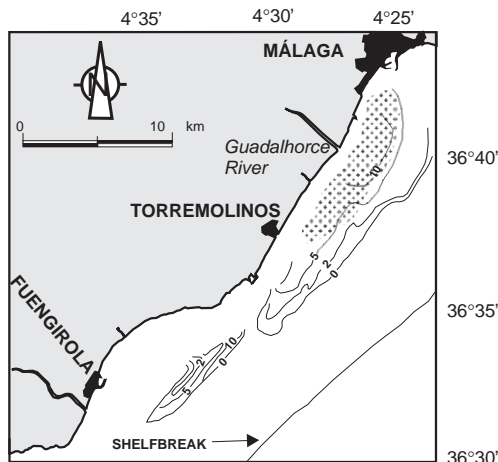 4°35' 4°30' 4°25'
MÁLAGA
N
0 10 km
Guadalhorce
River
36°40'
10
TORREMOLINOS
5
2
0
36°35'
FUENGIROLA
10
2
0
5
SHELFBREAK
36°30'